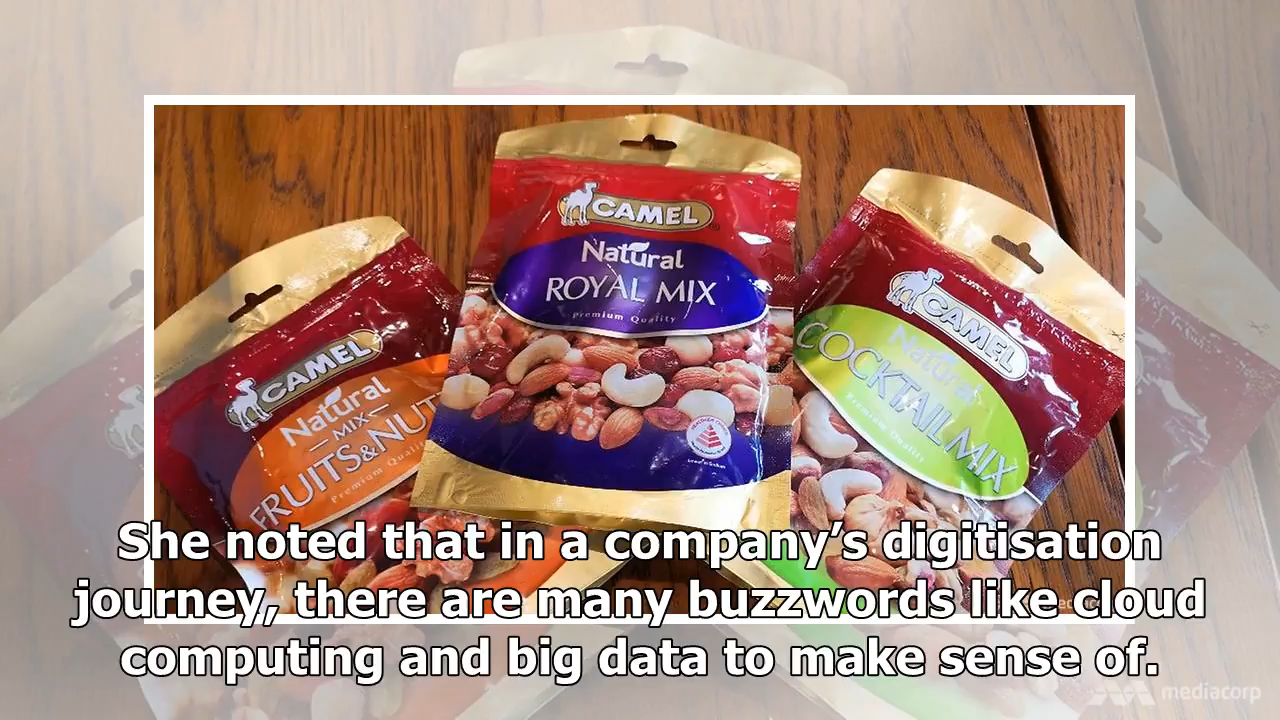 CAMEL
Natural
ROYAL MIX
Premium Quality
CAMEL
Natural
MIX
FRUITS&NUT
Premium
CAMEL
Natural
COCKTAIL MIX
Premium Quality
She noted that in a company’s digitisation
journey, there are many buzzwords like cloud
computing and big data to make sense of.
mediacorp